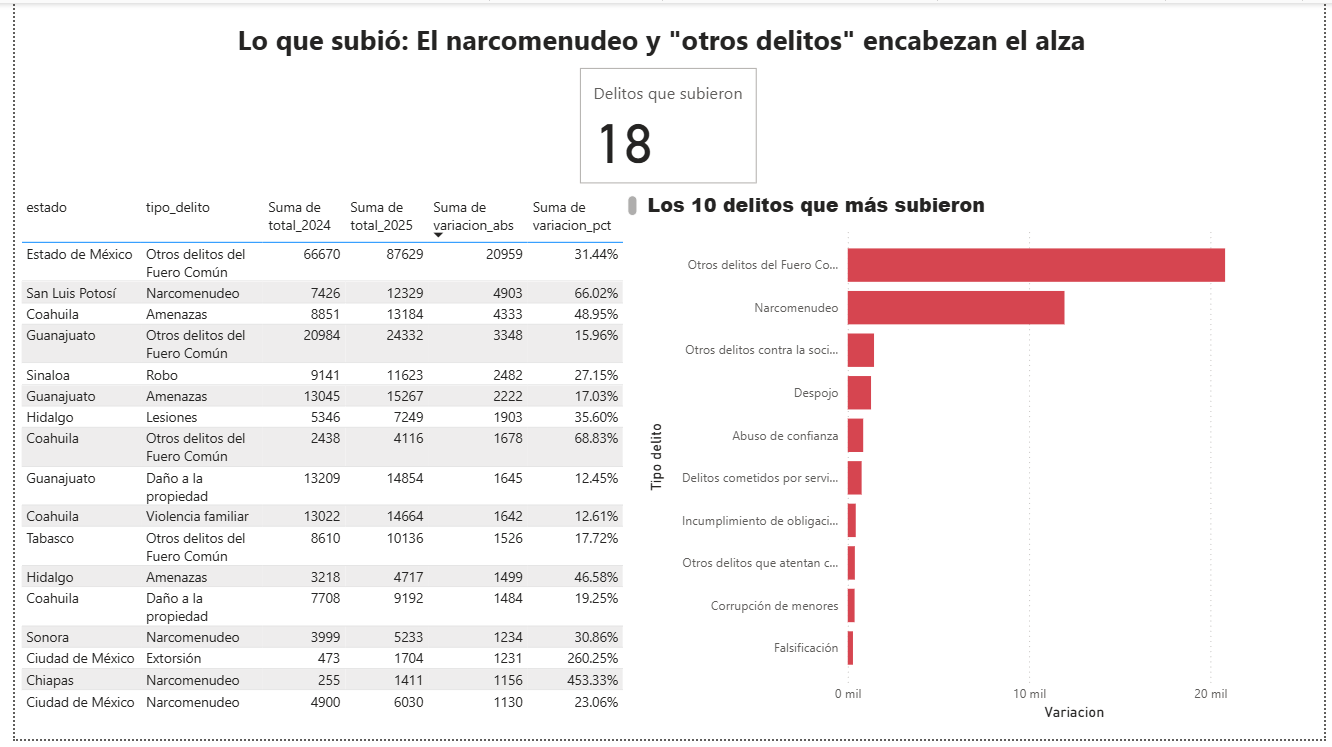 Lo que subió: El narcomenudeo y "otros delitos" encabezan el alza
Delitos que subieron
18
estado tipo_delito Suma de total_2024 Suma de total_2025 Suma de variacion_abs Suma de variacion_pct
Estado de México Otros delitos del Fuero Común 66670 87629 20959 31.44%
San Luis Potosí Narcomenudeo 7426 12329 4903 66.02%
Coahuila Amenazas 8851 13184 4333 48.95%
Guanajuato Otros delitos del Fuero Común 20984 24332 3348 15.96%
Sinaloa Robo 9141 11623 2482 27.15%
Guanajuato Amenazas 13045 15267 2222 17.03%
Hidalgo Lesiones 5346 7249 1903 35.60%
Coahuila Otros delitos del Fuero Común 2438 4116 1678 68.83%
Guanajuato Daño a la propiedad 13209 14854 1645 12.45%
Coahuila Violencia familiar 13022 14664 1642 12.61%
Tabasco Otros delitos del Fuero Común 8610 10136 1526 17.72%
Hidalgo Amenazas 3218 4717 1499 46.58%
Coahuila Daño a la propiedad 7708 9192 1484 19.25%
Sonora Narcomenudeo 3999 5233 1234 30.86%
Ciudad de México Extorsión 473 1704 1231 260.25%
Chiapas Narcomenudeo 255 1411 1156 453.33%
Ciudad de México Narcomenudeo 4900 6030 1130 23.06%
Los 10 delitos que más subieron
Tipo delito
Otros delitos del Fuero Co...
Narcomenudeo
Otros delitos contra la soci...
Despojo
Abuso de confianza
Delitos cometidos por servi...
Incumplimiento de obligaci...
Otros delitos que atentan c...
Corrupción de menores
Falsificación
0 mil 10 mil 20 mil
Variacion